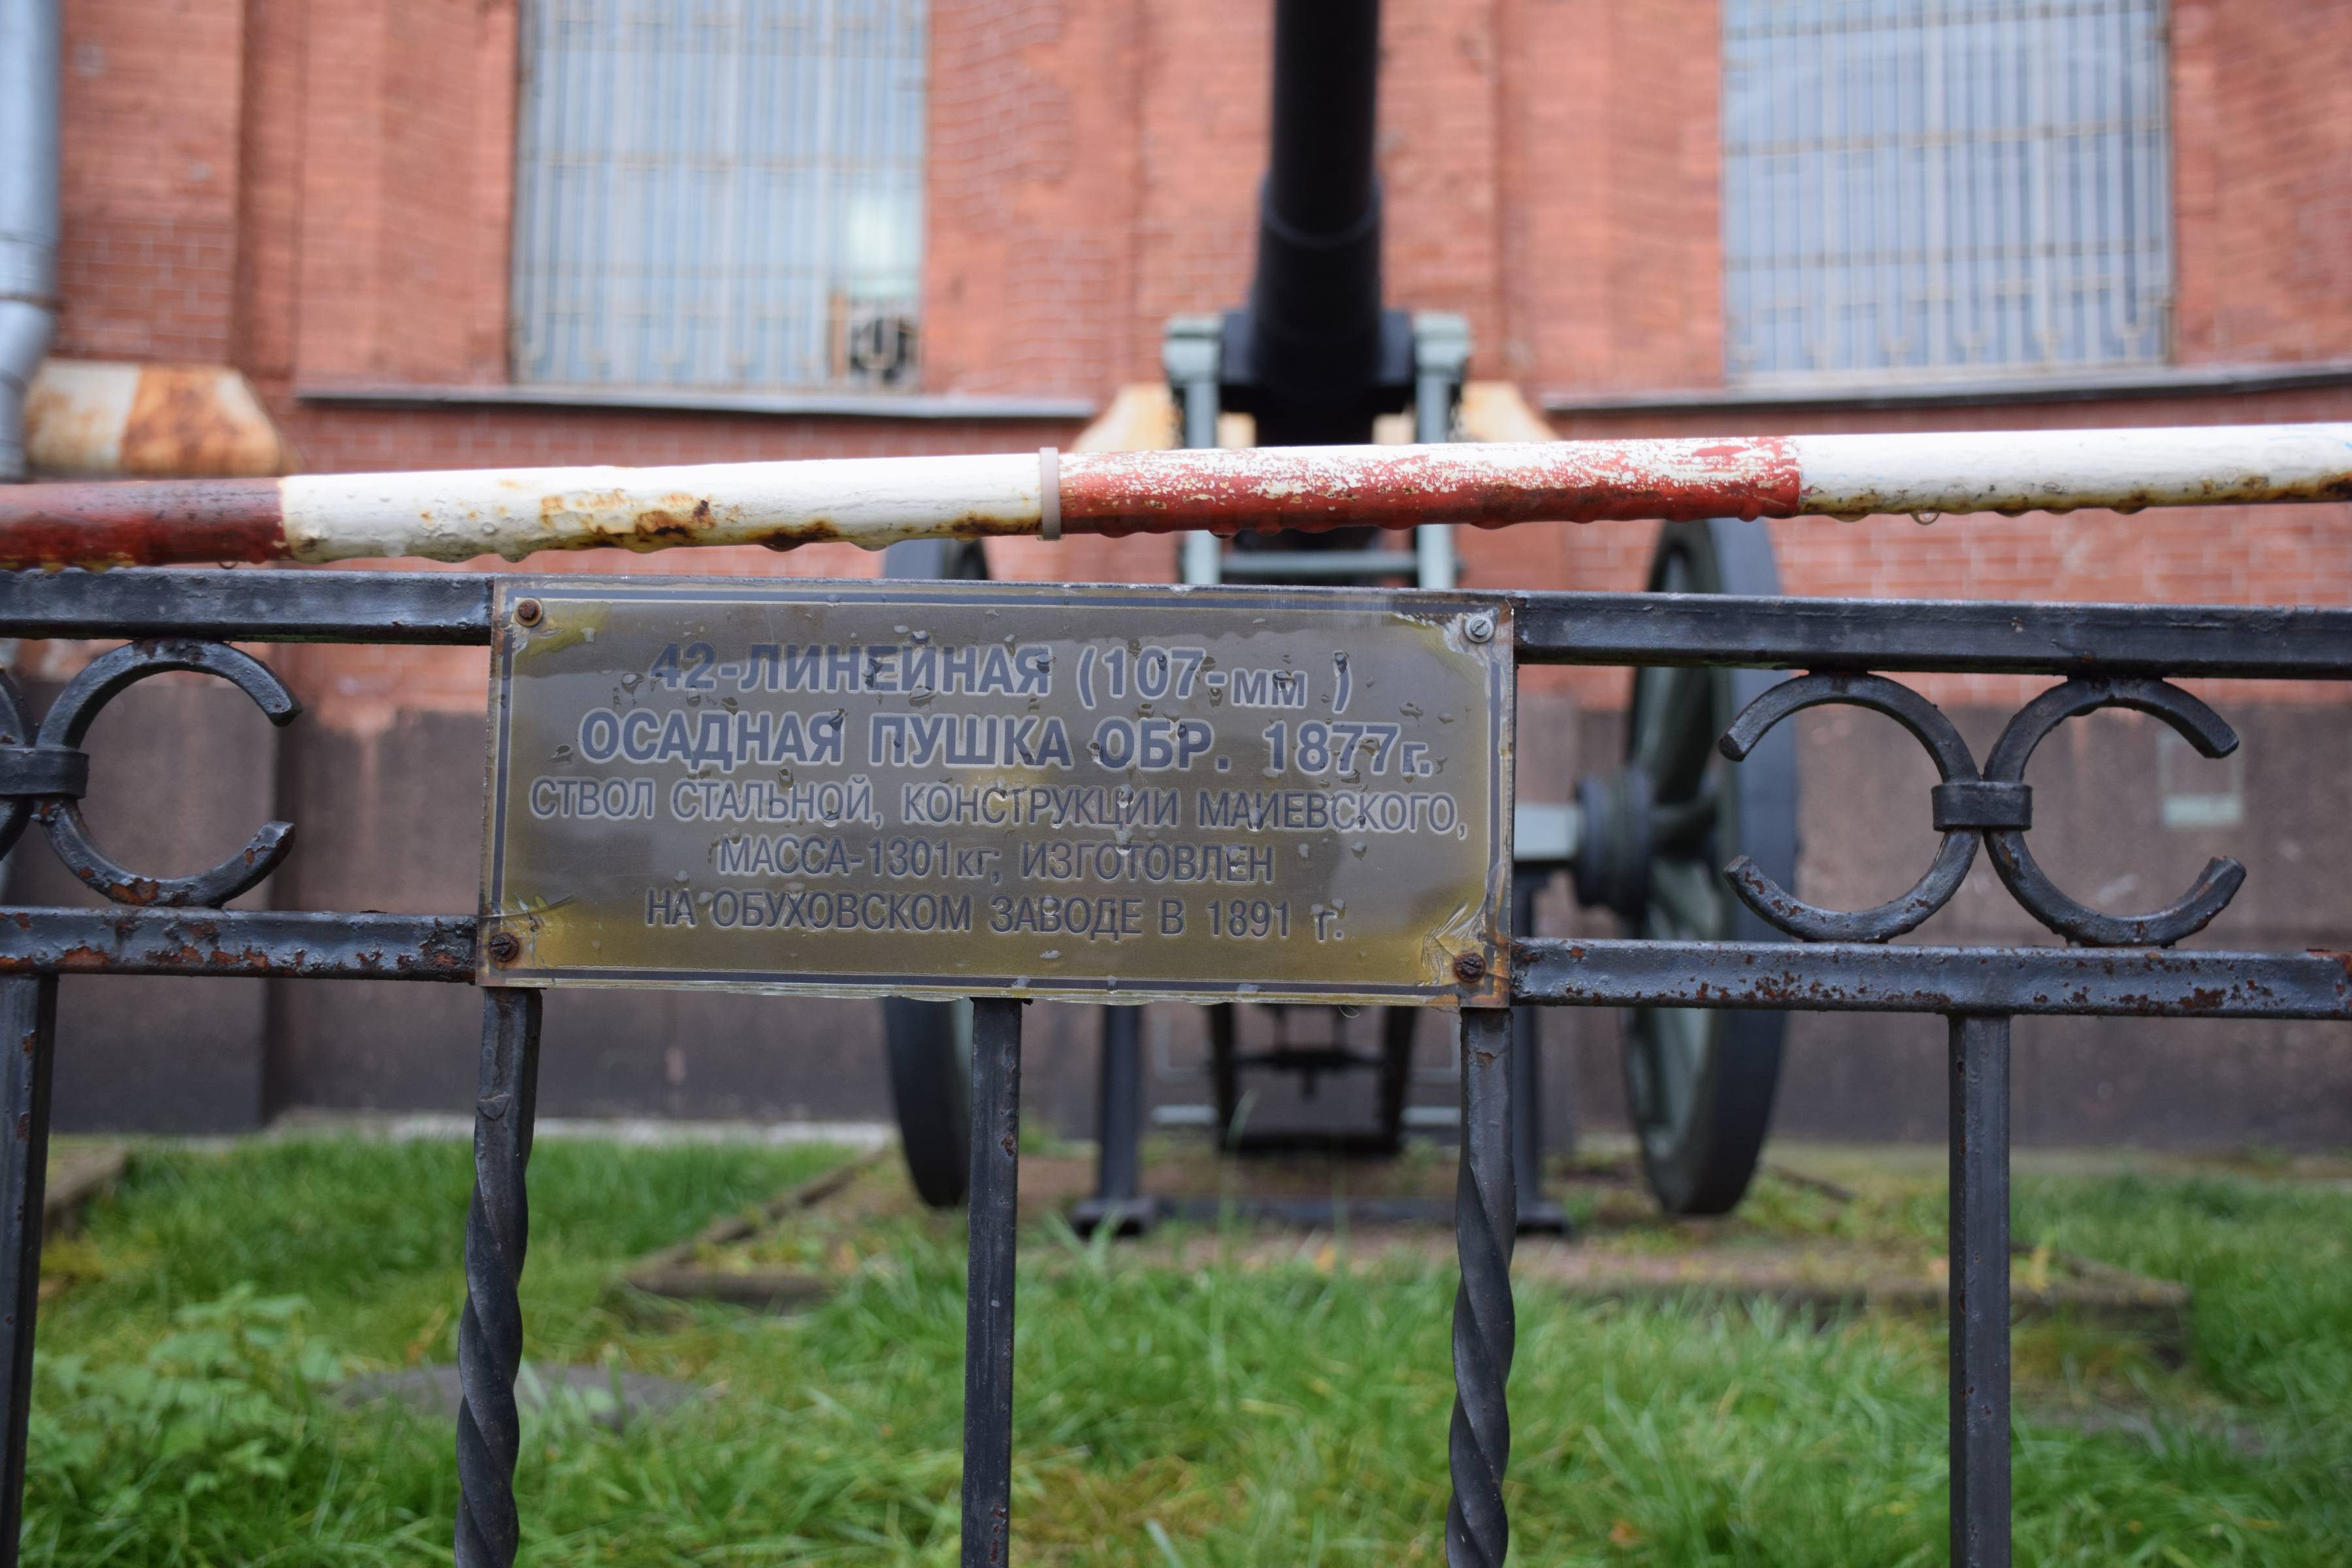 42-ЛИНЕЙНАЯ (107-мм )
ОСАДНАЯ ПУШКА ОБР. 1877г.
СТВОЛ СТАЛЬНОЙ, КОНСТРУКЦИИ МАИЕВСКОГО,
МАССА-1301кг, ИЗГОТОВЛЕН
НА ОБУХОВСКОМ ЗАВОДЕ В 1891 г.